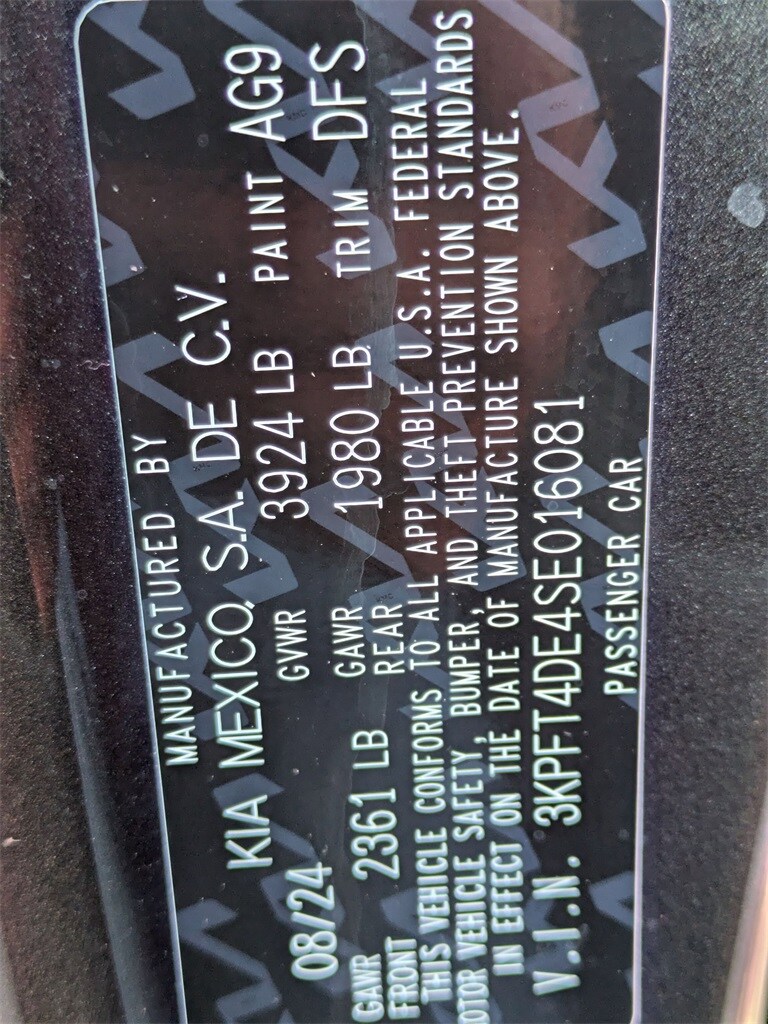 MANUFACTURED BY
KIA MEXICO, S.A. DE C.V.
08/24 GVWR 3924 LB PAINT AG9
GAWR FRONT 2361 LB GAWR REAR 1980 LB TRIM DFS
THIS VEHICLE CONFORMS TO ALL APPLICABLE U.S.A. FEDERAL
MOTOR VEHICLE SAFETY, BUMPER, AND THEFT PREVENTION STANDARDS
IN EFFECT ON THE DATE OF MANUFACTURE SHOWN ABOVE.
V.I.N. 3KPFT4DE4SE016081
PASSENGER CAR